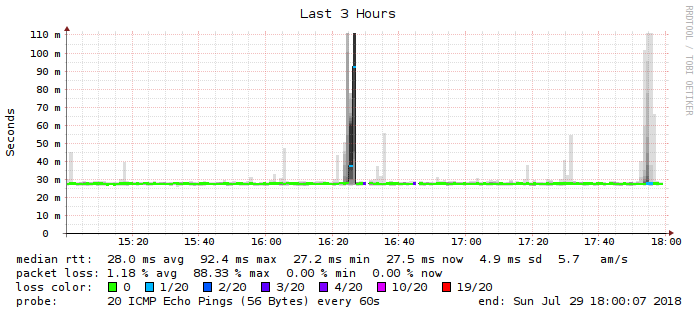 Last 3 Hours
RRDTOOL / TOBI OETIKER
Seconds
110 m
100 m
90 m
80 m
70 m
60 m
50 m
40 m
30 m
20 m
10 m
0
15:20 15:40 16:00 16:20 16:40 17:00 17:20 17:40 18:00
median rtt: 28.0 ms avg 92.4 ms max 27.2 ms min 27.5 ms now 4.9 ms sd 5.7 am/s
packet loss: 1.18 % avg 88.33 % max 0.00 % min 0.00 % now
loss color: 0 1/20 2/20 3/20 4/20 10/20 19/20
probe: 20 ICMP Echo Pings (56 Bytes) every 60s end: Sun Jul 29 18:00:07 2018